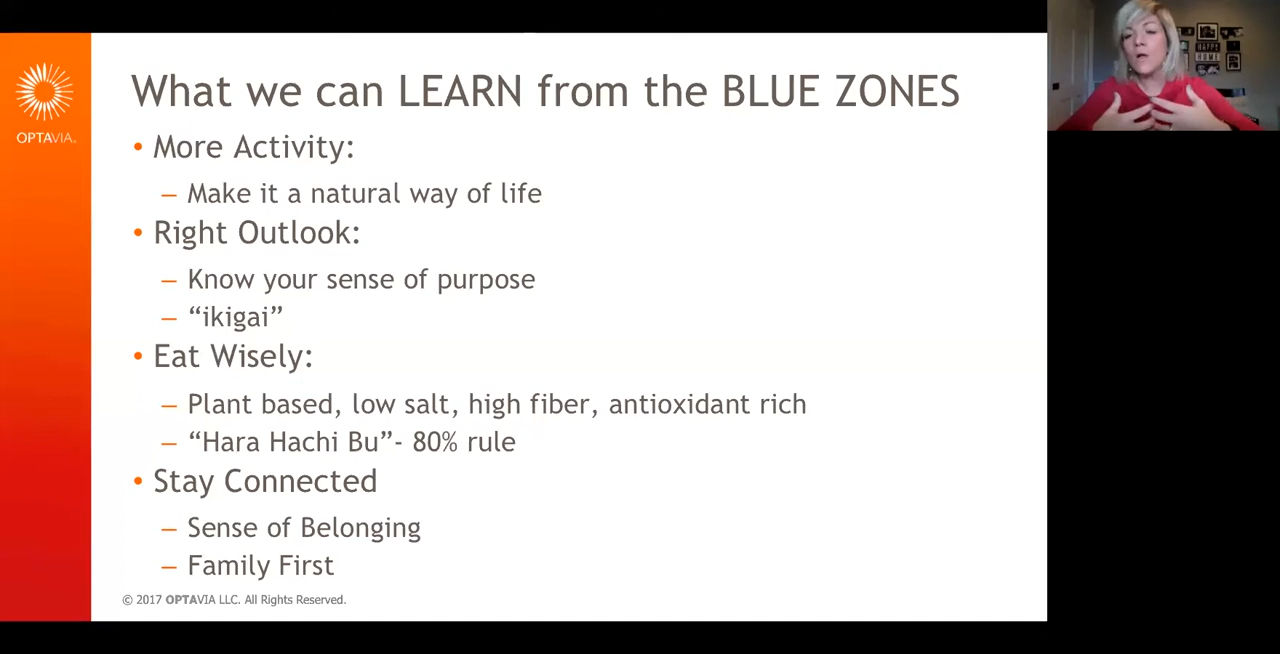 What we can LEARN from the BLUE ZONES
OPTAVIA®
• More Activity:
– Make it a natural way of life
• Right Outlook:
– Know your sense of purpose
– “ikigai”
• Eat Wisely:
– Plant based, low salt, high fiber, antioxidant rich
– “Hara Hachi Bu”- 80% rule
• Stay Connected
– Sense of Belonging
– Family First
© 2017 OPTAVIA LLC. All Rights Reserved.
HAPPY
HOME